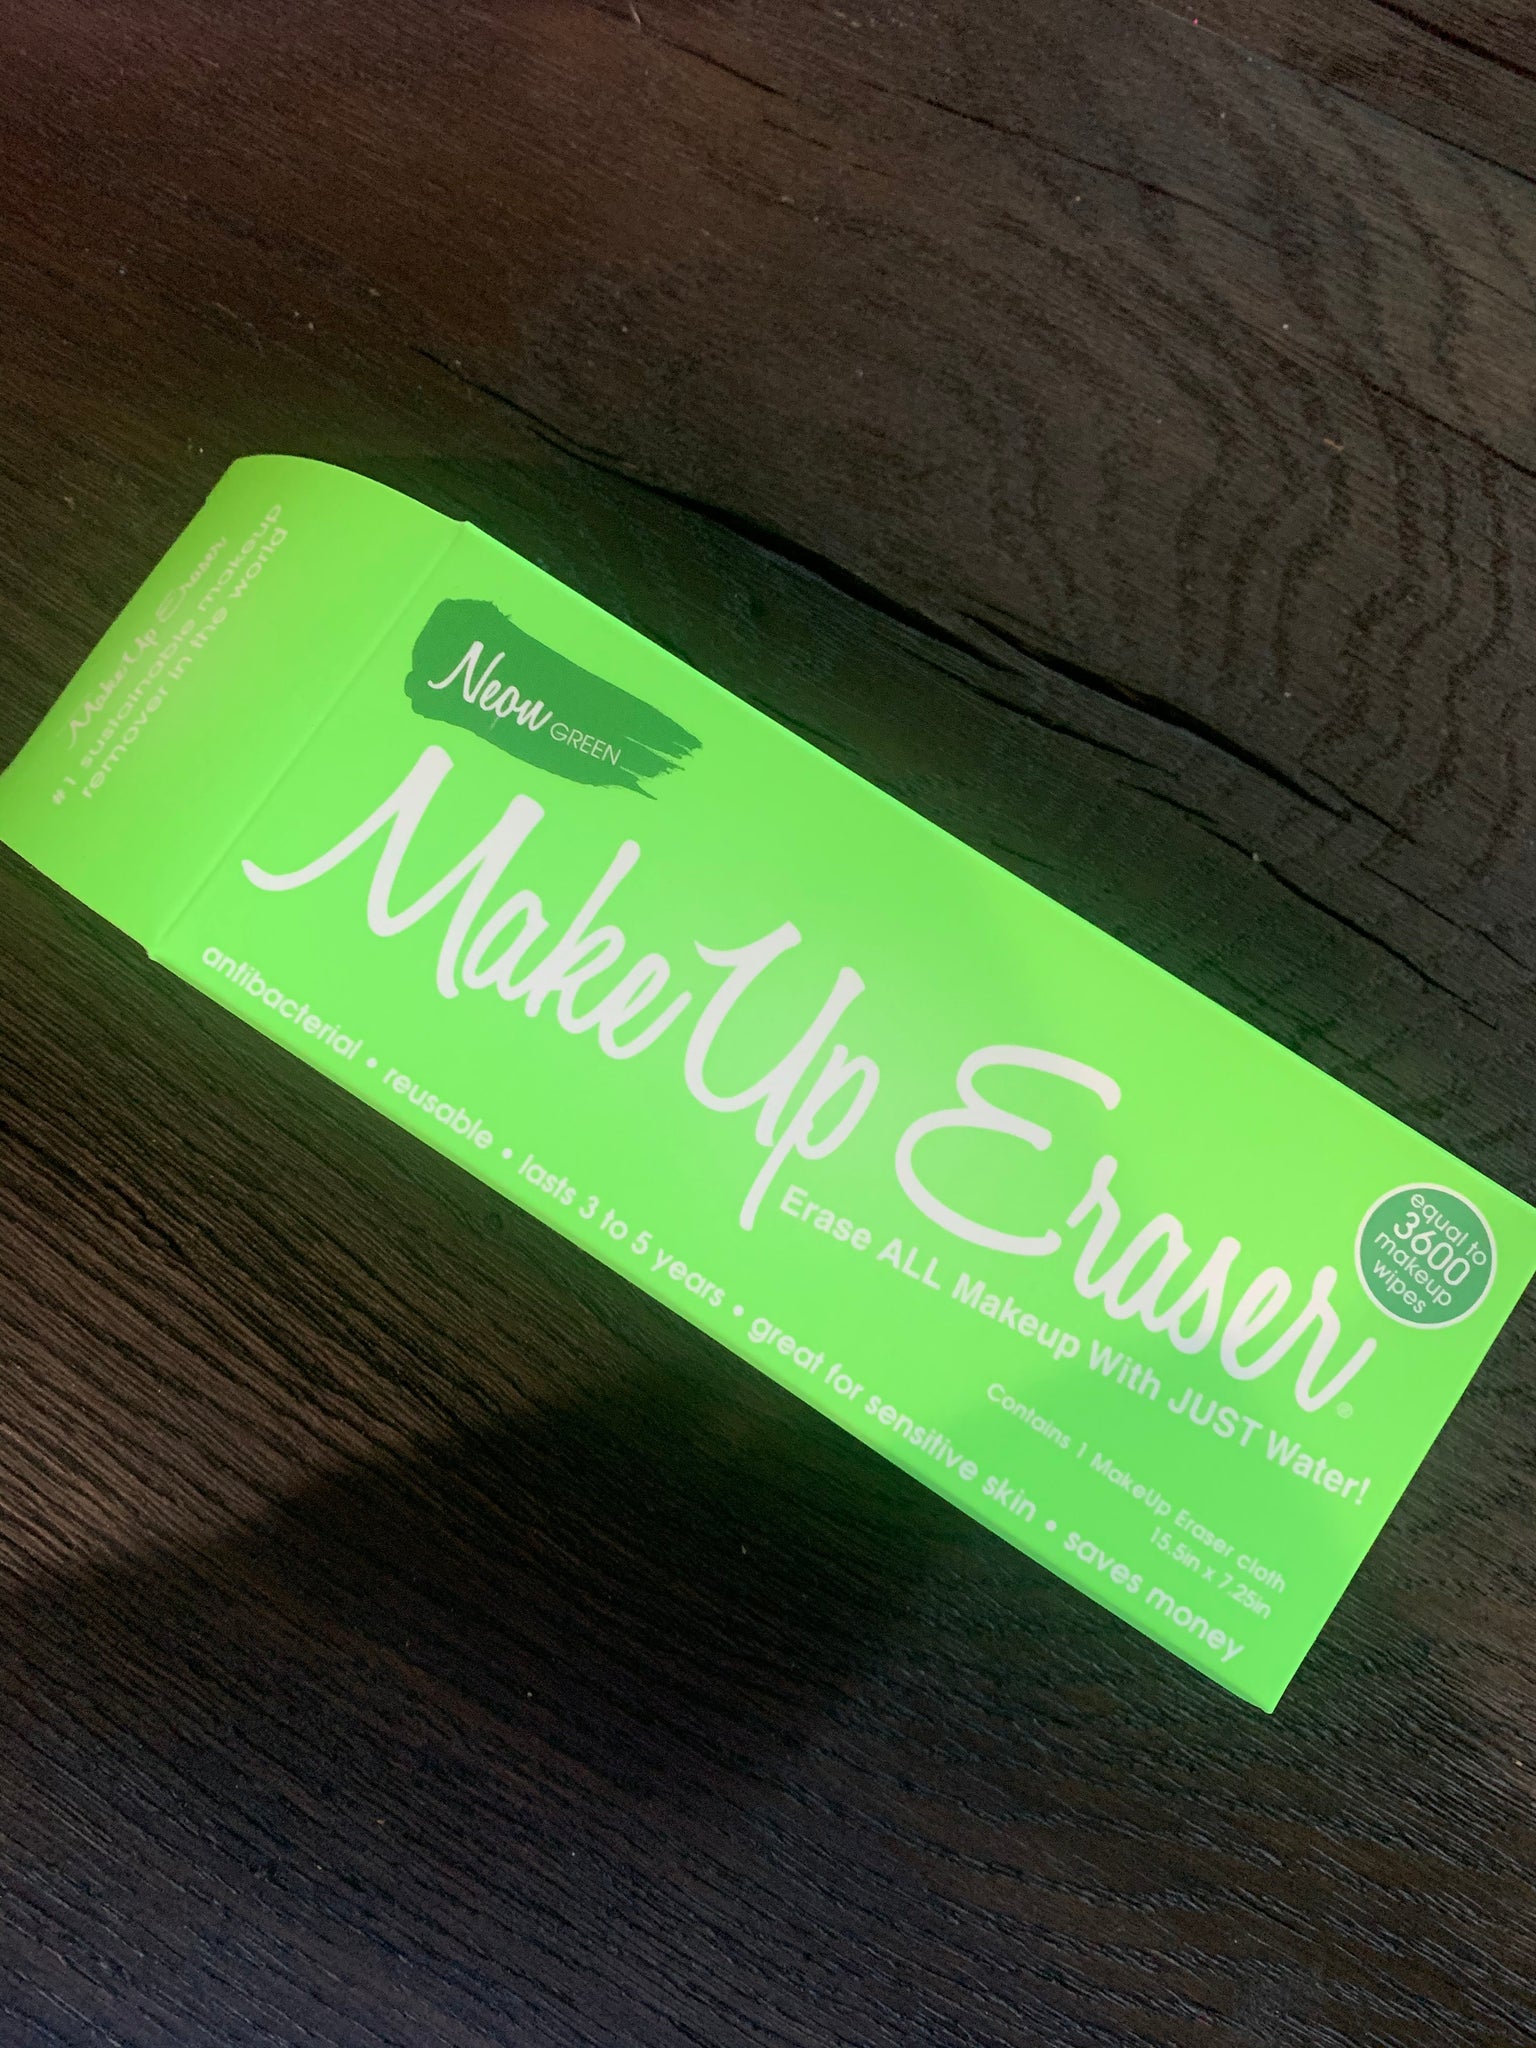 MakeUp Eraser
#1 sustainable makeup
remover in the world
Neon GREEN
MakeUp Eraser®
Erase ALL Makeup With JUST Water!
equal to
3600
makeup
wipes
Contains 1 MakeUp Eraser cloth
15.5in x 7.25in
antibacterial • reusable • lasts 3 to 5 years • great for sensitive skin • saves money